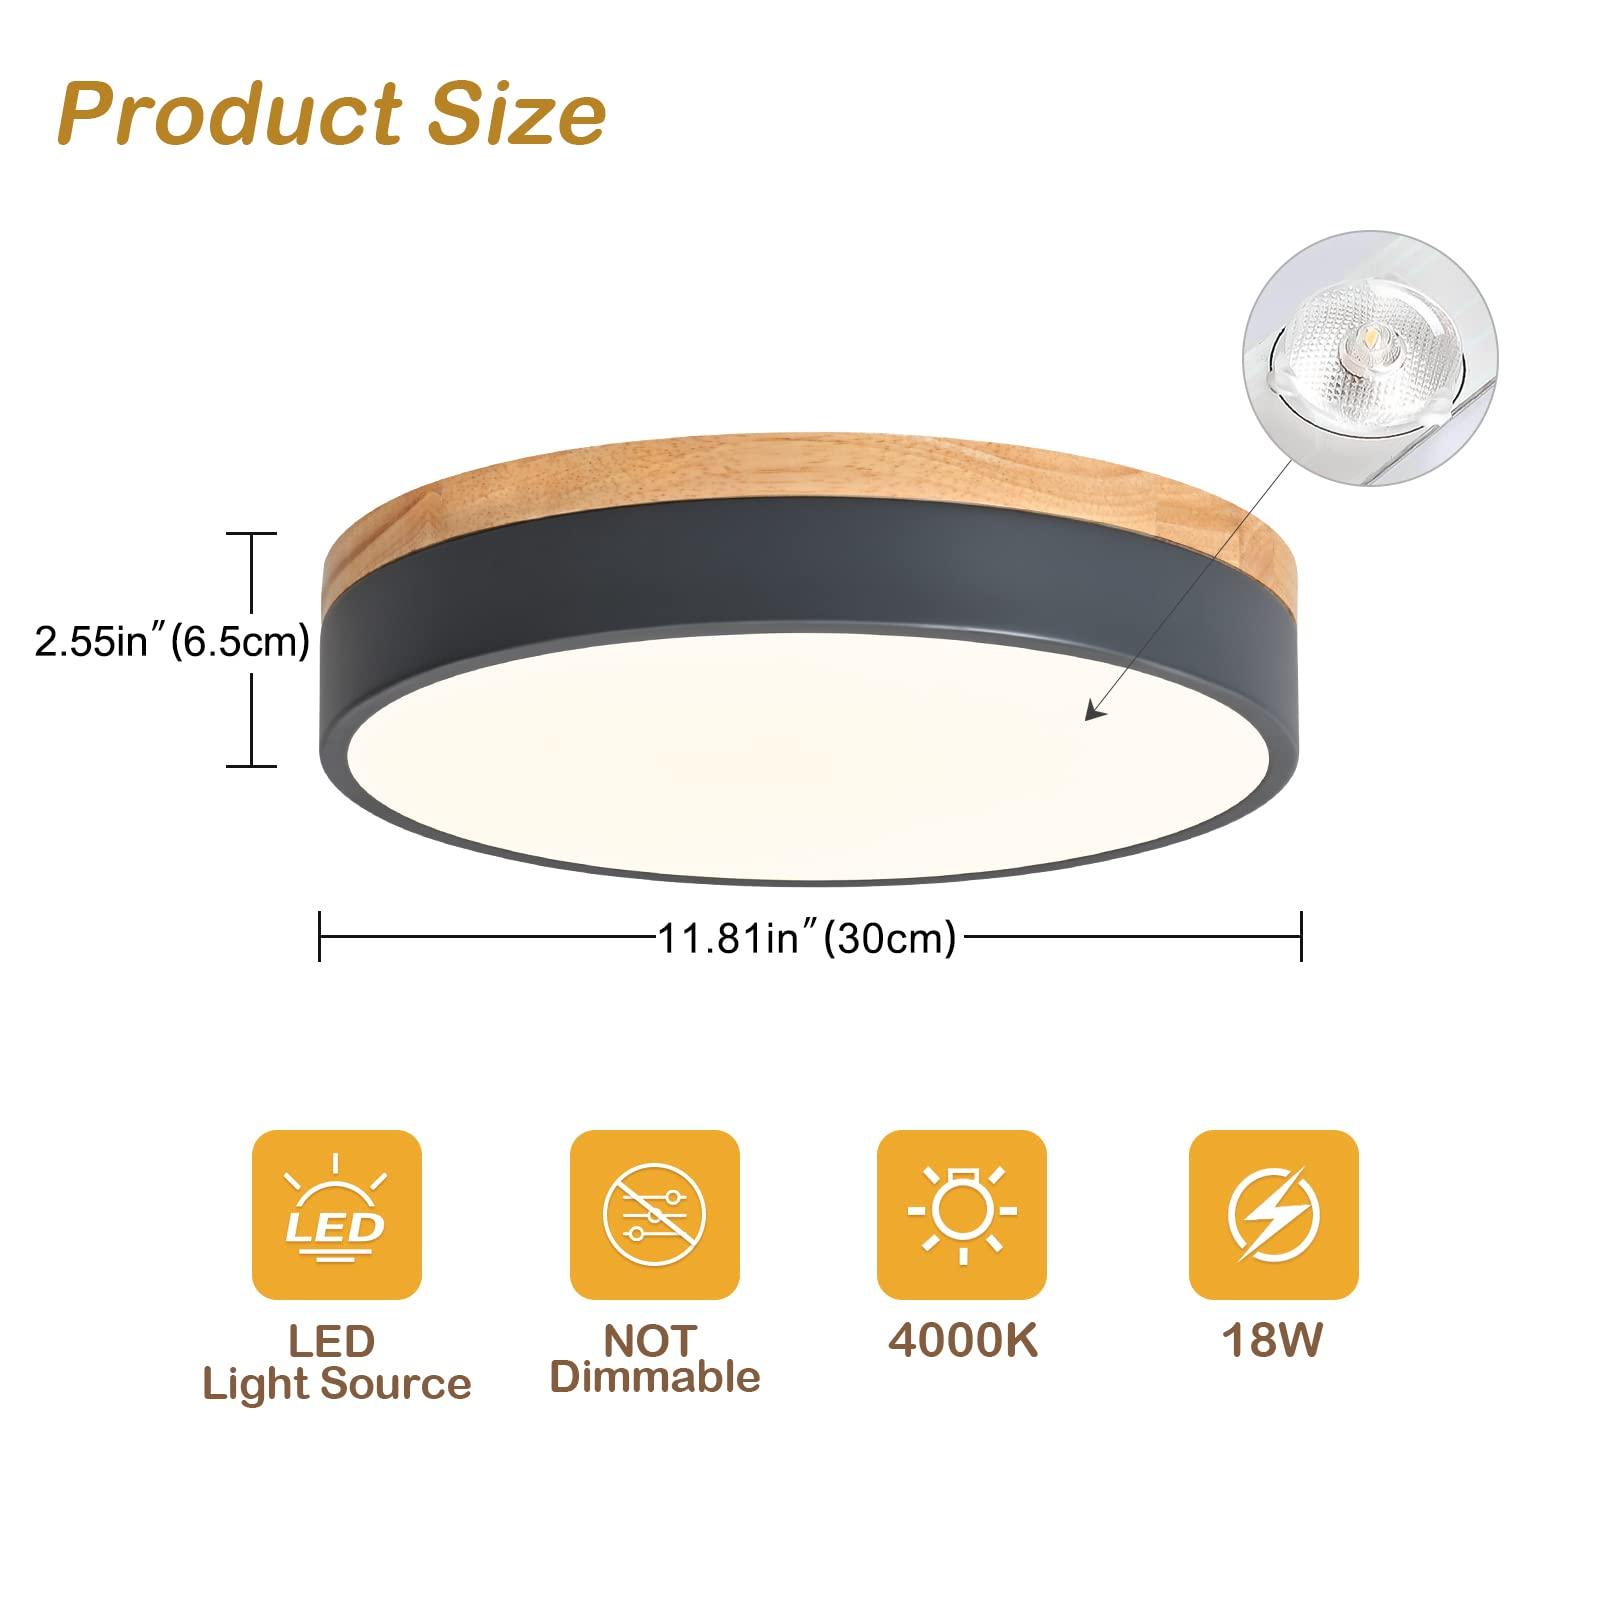 Product Size
2.55in″(6.5cm)
11.81in″(30cm)
LED
LED
Light Source
NOT
Dimmable
4000K
18W